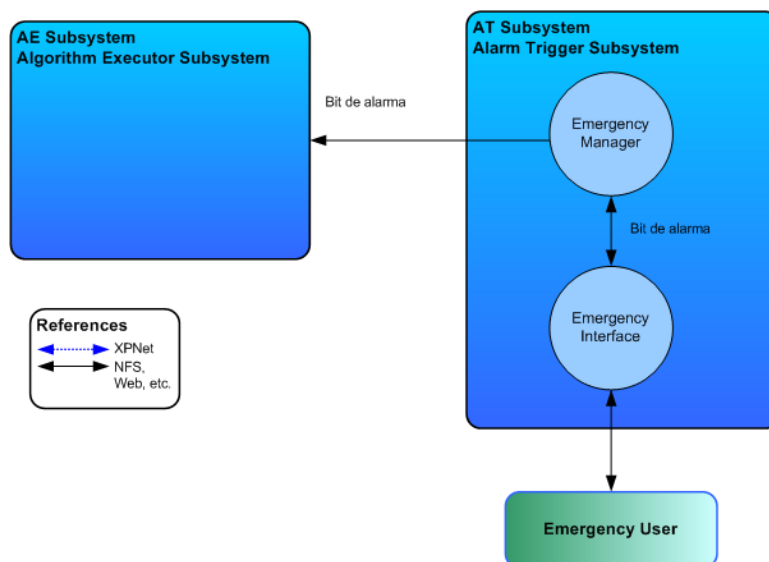 AE Subsystem
Algorithm Executor Subsystem
AT Subsystem
Alarm Trigger Subsystem
Bit de alarma
Emergency
Manager
Bit de alarma
Emergency
Interface
References
XPNet
NFS,
Web, etc.
Emergency User